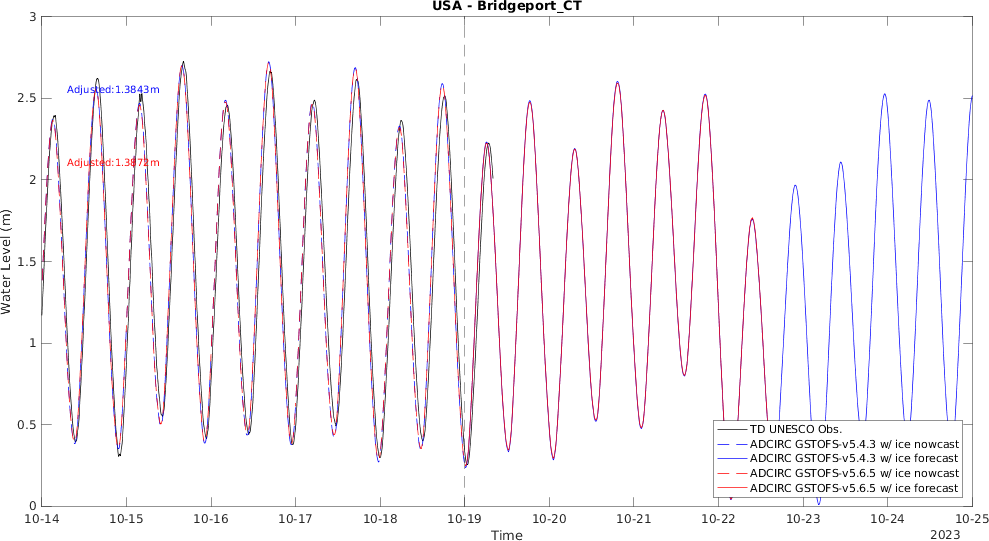 USA - Bridgeport_CT
3
2.5
2
1.5
1
0.5
0
Water Level (m)
Adjusted:1.3843m
Adjusted:1.3872m
TD UNESCO Obs.
ADCIRC GSTOFS-v5.4.3 w/ ice nowcast
ADCIRC GSTOFS-v5.4.3 w/ ice forecast
ADCIRC GSTOFS-v5.6.5 w/ ice nowcast
ADCIRC GSTOFS-v5.6.5 w/ ice forecast
10-14 10-15 10-16 10-17 10-18 10-19 10-20 10-21 10-22 10-23 10-24 10-25
Time
2023